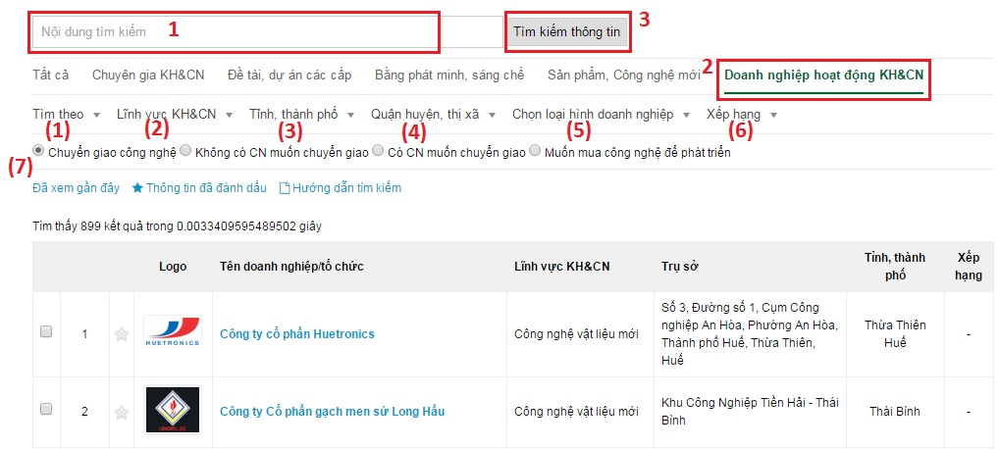 Nội dung tìm kiếm 1 Tìm kiếm thông tin 3
Tất cả Chuyên gia KH&CN Đề tài, dự án các cấp Bằng phát minh, sáng chế Sản phẩm, Công nghệ mới 2 Doanh nghiệp hoạt động KH&CN
Tìm theo Lĩnh vực KH&CN Tỉnh, thành phố Quận huyện, thị xã Chọn loại hình doanh nghiệp Xếp hạng
(1) (2) (3) (4) (5) (6)
(7) Chuyển giao công nghệ Không có CN muốn chuyển giao Có CN muốn chuyển giao Muốn mua công nghệ để phát triển
Đã xem gần đây Thông tin đã đánh dấu Hướng dẫn tìm kiếm
Tìm thấy 899 kết quả trong 0.0033409595489502 giây
Logo Tên doanh nghiệp/tổ chức Lĩnh vực KH&CN Trụ sở Tỉnh, thành phố Xếp hạng
1 HUETRONICS Công ty cổ phần Huetronics Công nghệ vật liệu mới Số 3, Đường số 1, Cụm Công
nghiệp An Hòa, Phường An Hòa,
Thành phố Huế, Thừa Thiên,
Huế
Thừa Thiên
Huế
-
2 LONGHAU JSC Công ty Cổ phần gạch men sứ Long Hầu Công nghệ vật liệu mới Khu Công Nghiệp Tiền Hải - Thái
Bình
Thái Bình
-